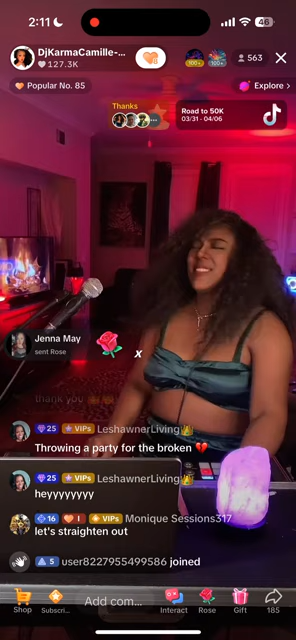 2:11
46
DjKarmaCamille-...
127.3K
100+
100+
563
Popular No. 85
Explore >
Thanks
Road to 50K
03/31 - 04/06
TikTok
Jenna May
sent Rose
x
thank you
25 VIPs LeshawnerLiving
Throwing a party for the broken 💔
25 VIPs LeshawnerLiving
heyyyyyyyy
16 1 VIPs Monique Sessions317
let's straighten out
5 user8227955499586 joined
Shop
Subscri...
Add com...
Interact
Rose
Gift
185